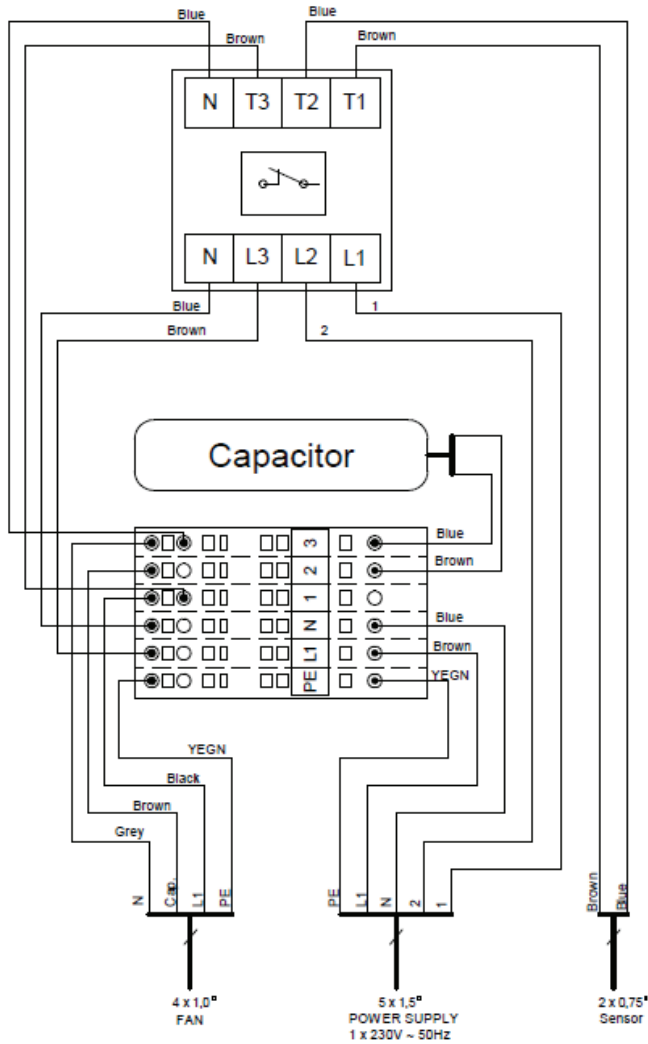 Blue
Blue
Brown
Brown
N T3 T2 T1
N L3 L2 L1
Blue
1
Brown
2
Capacitor
3
Blue
2
Brown
1
N
Blue
L1
Brown
PE
YEGN
YEGN
Black
Brown
Grey
N Cap. L1 PE
PE L1 N 2 1
Brown Blue
4 x 1,0"
FAN
5 x 1,5"
POWER SUPPLY
1 x 230V ~ 50Hz
2 x 0,75"
Sensor